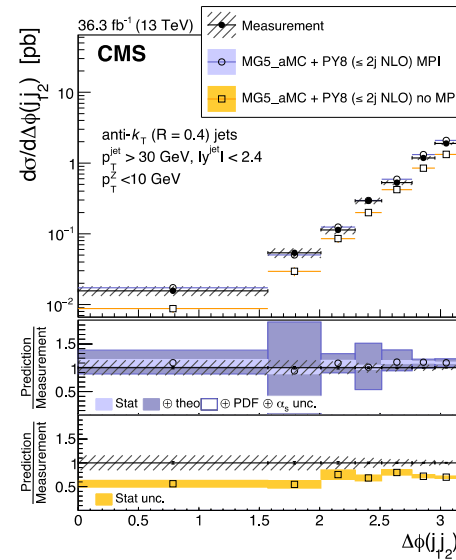 36.3 fb⁻¹ (13 TeV)
Measurement
MG5_aMC + PY8 (≤ 2j NLO) MPI
MG5_aMC + PY8 (≤ 2j NLO) no MP
CMS
anti-k_T (R = 0.4) jets
p_T^jet > 30 GeV, |y^jet| < 2.4
p_T^Z < 10 GeV
dσ/dΔφ(j₁j₂) [pb]
10
1
10⁻¹
10⁻²
Prediction
Measurement
1.5
1
0.5
Stat ⊕ theo ⊕ PDF ⊕ α_s unc.
Prediction
Measurement
1.5
1
0.5
Stat unc.
0 0.5 1 1.5 2 2.5 3
Δφ(j₁j₂)